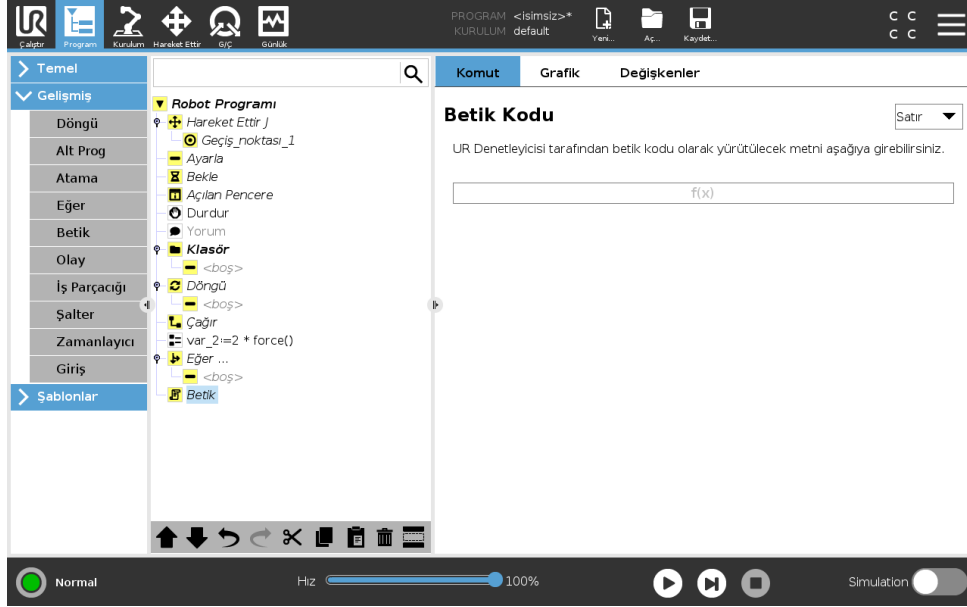 PROGRAM <isimsiz>*
KURULUM default
Çalıştır
Program
Kurulum
Hareket Ettir
G/Ç
Günlük
Yeni...
Aç...
Kaydet...
C C
C C
Temel
Gelişmiş
Döngü
Alt Prog
Atama
Eğer
Betik
Olay
İş Parçacığı
Şalter
Zamanlayıcı
Giriş
Şablonlar
Robot Programı
Hareket Ettir J
Geçiş_noktası_1
Ayarla
Bekle
Açılan Pencere
Durdur
Yorum
Klasör
<boş>
Döngü
<boş>
Çağır
var_2:=2 * force()
Eğer ...
<boş>
Betik
Komut
Grafik
Değişkenler
Betik Kodu
Satır
UR Denetleyicisi tarafından betik kodu olarak yürütülecek metni aşağıya girebilirsiniz.
f(x)
Normal
Hız
100%
Simulation